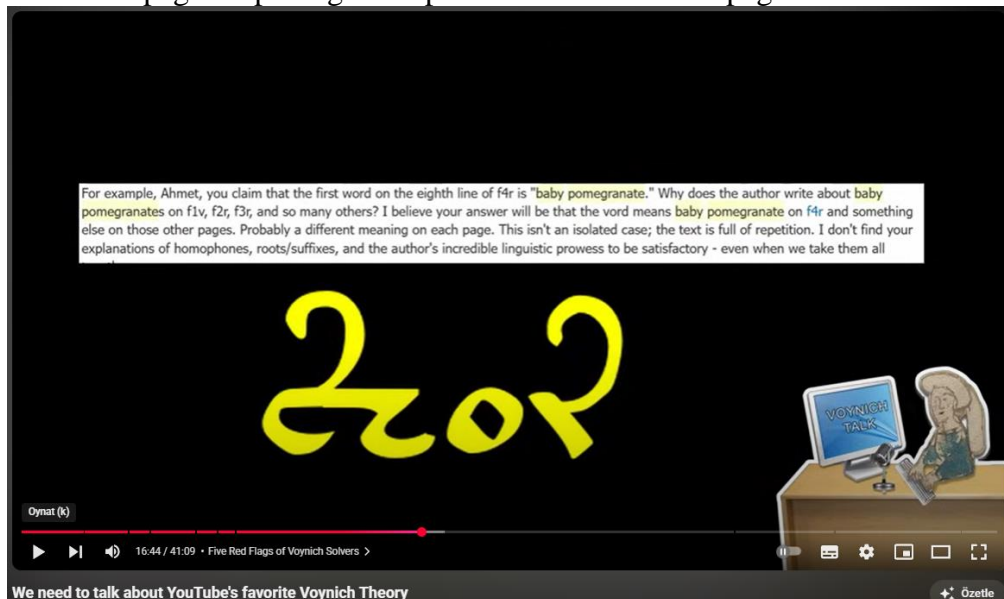 For example, Ahmet, you claim that the first word on the eighth line of f4r is "baby pomegranate." Why does the author write about baby
pomegranates on f1v, f2r, f3r, and so many others? I believe your answer will be that the vord means baby pomegranate on f4r and something
else on those other pages. Probably a different meaning on each page. This isn't an isolated case; the text is full of repetition. I don't find your
explanations of homophones, roots/suffixes, and the author's incredible linguistic prowess to be satisfactory - even when we take them all
VOYNICH
TALK
Oynat (k)
16:44 / 41:09 • Five Red Flags of Voynich Solvers >
We need to talk about YouTube's favorite Voynich Theory
Özetle